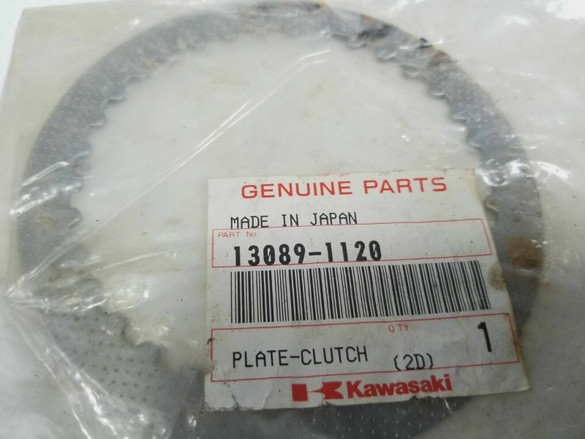 GENUINE PARTS
MADE IN JAPAN
PART No.
13089-1120
QTY
PLATE-CLUTCH (2D) 1
Kawasaki